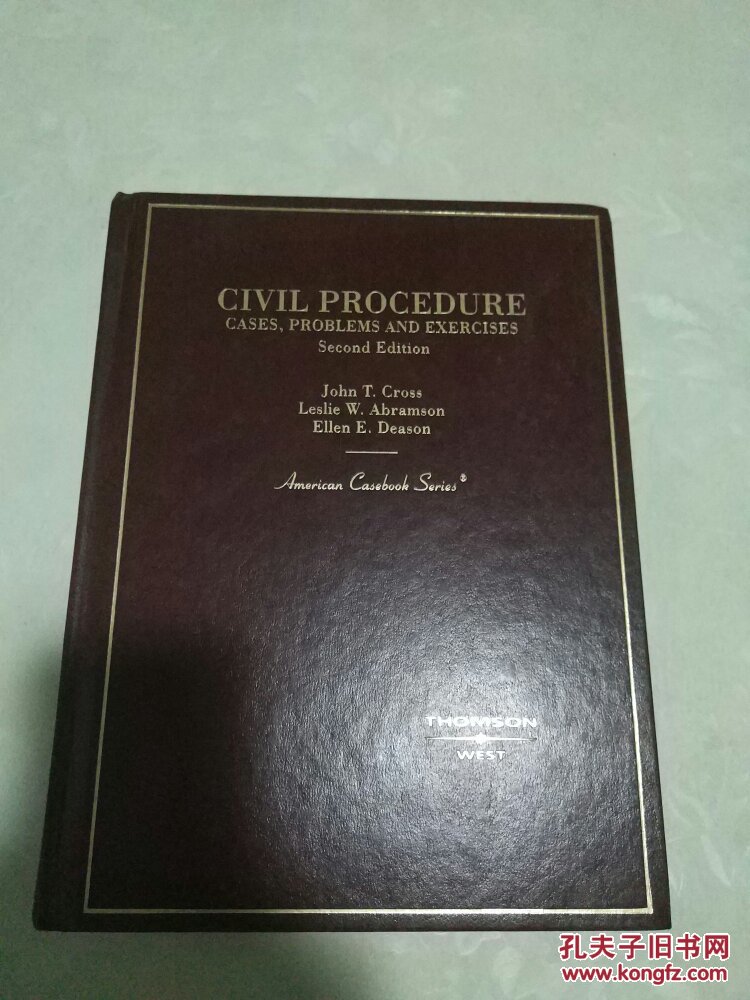 CIVIL PROCEDURE
CASES, PROBLEMS AND EXERCISES
Second Edition
John T. Cross
Leslie W. Abramson
Ellen E. Deason
American Casebook Series®
THOMSON
WEST
孔夫子旧书网
www.kongfz.com